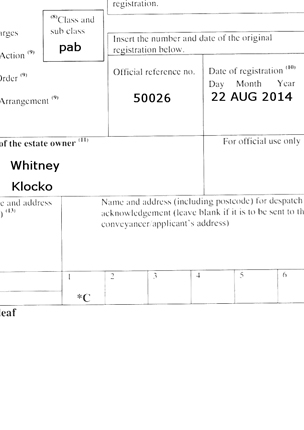 registration.
(8)Class and
sub class
pab
arges
Action (9)
Order (9)
Arrangement (9)
Insert the number and date of the original
registration below.
Official reference no.
50026
Date of registration (10)
Day Month Year
22 AUG 2014
of the estate owner (11)
For official use only
Whitney
Klocko
e and address
) (13)
Name and address (including postcode) for despatch
acknowledgement (leave blank if it is to be sent to th
conveyancer applicant's address)
1 2 3 4 5 6
*C
leaf